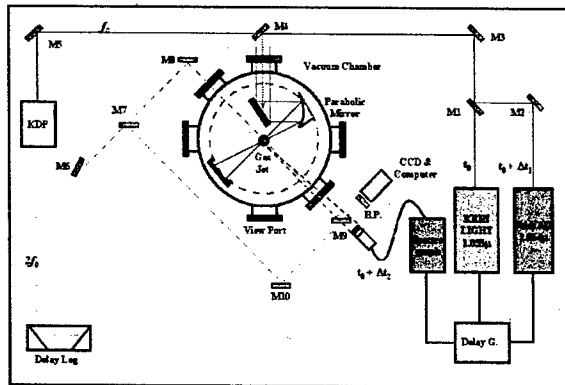 M5
f₀
M4
M3
M8
Vacuum Chamber
M7
Parabolic
Mirror
M1
M2
KDP
M6
Gas
Jet
CCD &
Computer
t₀
t₀ + Δt₁
B.P.
View Port
M9
LIGHT
t₀ + Δt₂
2f₀
M10
Delay Leg
Delay G.